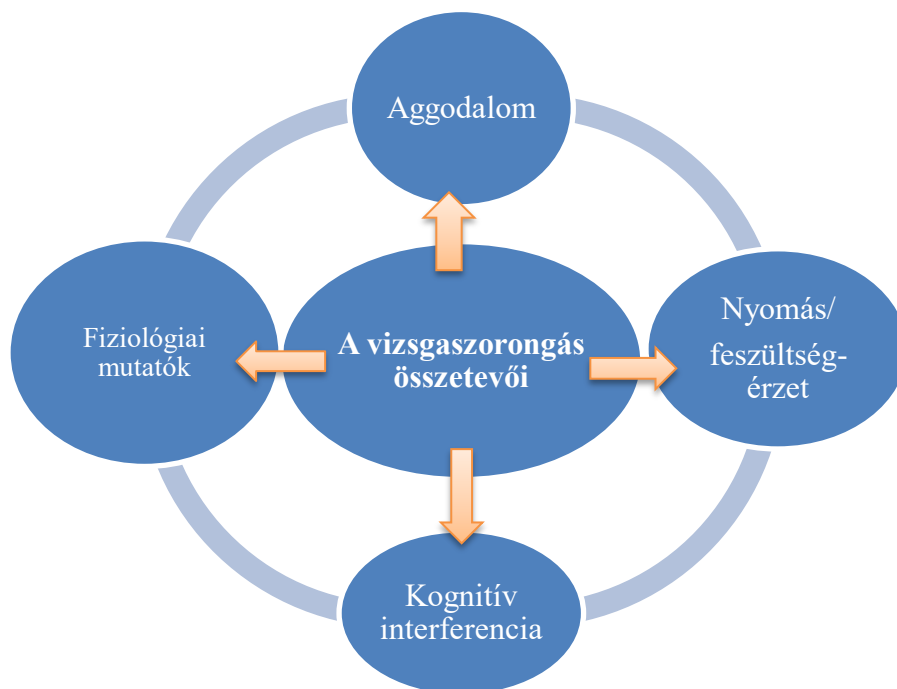 Aggodalom
Fiziológiai
mutatók
A vizsgaszorongás
összetevői
Nyomás/
feszültség-
érzet
Kognitív
interferencia